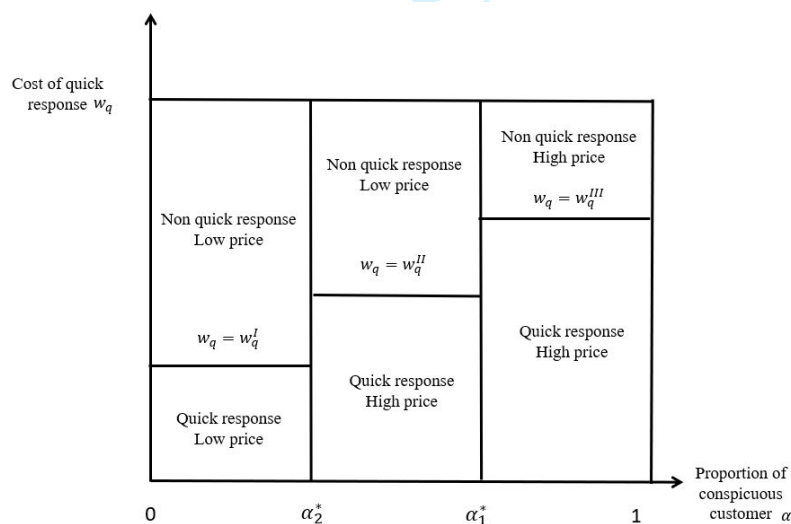 Cost of quick
response w_q
Non quick response
Low price
w_q = w_q^I
Quick response
Low price
Non quick response
Low price
w_q = w_q^{II}
Quick response
High price
Non quick response
High price
w_q = w_q^{III}
Quick response
High price
0
α_2^*
α_1^*
1
Proportion of
conspicuous
customer α